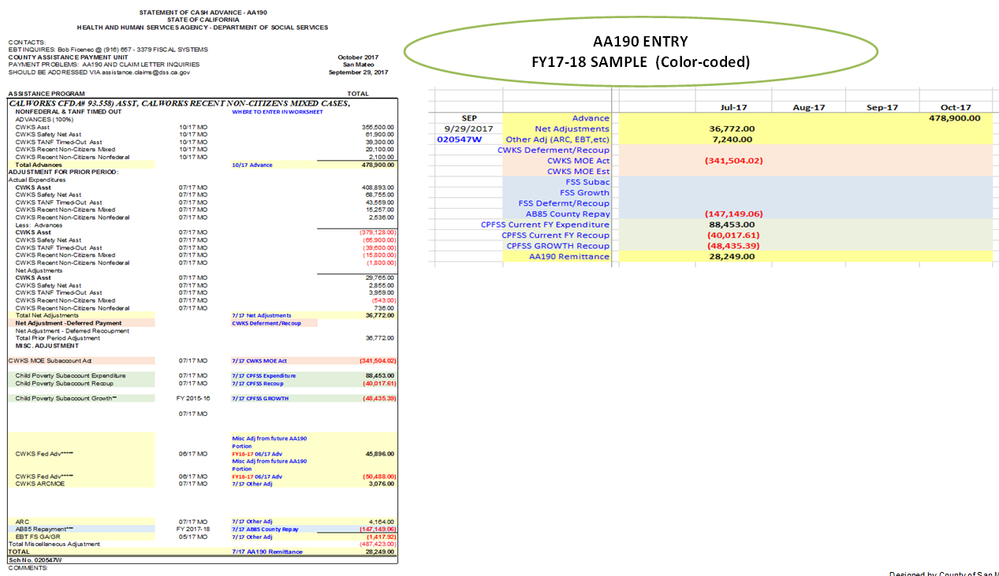 STATEMENT OF CASH ADVANCE - AA190
STATE OF CALIFORNIA
HEALTH AND HUMAN SERVICES AGENCY - DEPARTMENT OF SOCIAL SERVICES
CONTACTS:
EBT INQUIRES: Bob Ficenec @ (916) 657 - 3379 FISCAL SYSTEMS
COUNTY ASSISTANCE PAYMENT UNIT October 2017
PAYMENT PROBLEMS: AA190 AND CLAIM LETTER INQUIRIES San Mateo
SHOULD BE ADDRESSED VIA assistance.claims@dss.ca.gov September 29, 2017
ASSISTANCE PROGRAM TOTAL
CALWORKS CFDA# 93.558) ASST, CALWORKS RECENT NON-CITIZENS MIXED CASES,
NONFEDERAL & TANF TIMED OUT WHERE TO ENTER IN WORKSHEET
ADVANCES (100%)
CWKS Asst 10/17 MO 355,500.00
CWKS Safety Net Asst 10/17 MO 61,900.00
CWKS TANF Timed-Out Asst 10/17 MO 39,300.00
CWKS Recent Non-Citizens Mixed 10/17 MO 20,100.00
CWKS Recent Non-Citizens Nonfederal 10/17 MO 2,100.00
Total Advances 10/17 Advance 478,900.00
ADJUSTMENT FOR PRIOR PERIOD:
Actual Expenditures
CWKS Asst 07/17 MO 408,893.00
CWKS Safety Net Asst 07/17 MO 68,755.00
CWKS TANF Timed-Out Asst 07/17 MO 43,559.00
CWKS Recent Non-Citizens Mixed 07/17 MO 15,257.00
CWKS Recent Non-Citizens Nonfederal 07/17 MO 2,536.00
Less: Advances
CWKS Asst 07/17 MO (379,128.00)
CWKS Safety Net Asst 07/17 MO (65,900.00)
CWKS TANF Timed-Out Asst 07/17 MO (39,600.00)
CWKS Recent Non-Citizens Mixed 07/17 MO (15,800.00)
CWKS Recent Non-Citizens Nonfederal 07/17 MO (1,800.00)
Net Adjustments
CWKS Asst 07/17 MO 29,765.00
CWKS Safety Net Asst 07/17 MO 2,855.00
CWKS TANF Timed-Out Asst 07/17 MO 3,959.00
CWKS Recent Non-Citizens Mixed 07/17 MO (543.00)
CWKS Recent Non-Citizens Nonfederal 07/17 MO 736.00
Total Net Adjustments 7/17 Net Adjustments 36,772.00
Net Adjustment -Deferred Payment CWKS Deferment/Recoup
Net Adjustment - Deferred Recoupment
Total Prior Period Adjustment 36,772.00
MISC. ADJUSTMENT
CWKS MOE Subaccount Act 07/17 MO 7/17 CWKS MOE Act (341,504.02)
Child Poverty Subaccount Expenditure 07/17 MO 7/17 CPFSS Expenditure 88,453.00
Child Poverty Subaccount Recoup 07/17 MO 7/17 CPFSS Recoup (40,017.61)
Child Poverty Subaccount Growth** FY 2015-16 7/17 CPFSS GROWTH (48,435.39)
07/17 MO
Misc Adj from future AA190
Portion
CWKS Fed Adv***** 06/17 MO FY16-17 06/17 Adv 45,896.00
Misc Adj from future AA190
Portion
CWKS Fed Adv***** 06/17 MO FY16-17 06/17 Adv (50,488.00)
CWKS ARCMOE 07/17 MO 7/17 Other Adj 3,076.00
ARC 07/17 MO 7/17 Other Adj 4,164.00
AB85 Repayment*** FY 2017-18 7/17 AB85 County Repay (147,149.06)
EBT FS GA/GR 05/17 MO 7/17 Other Adj (1,417.92)
Total Miscellaneous Adjustment (487,423.00)
TOTAL 7/17 AA190 Remittance 28,249.00
Sch No. 020547W
COMMENTS:
AA190 ENTRY
FY17-18 SAMPLE (Color-coded)
Jul-17 Aug-17 Sep-17 Oct-17
SEP Advance 478,900.00
9/29/2017 Net Adjustments 36,772.00
020547W Other Adj (ARC, EBT,etc) 7,240.00
CWKS Deferment/Recoup
CWKS MOE Act (341,504.02)
CWKS MOE Est
FSS Subac
FSS Growth
FSS Defermt/Recoup
AB85 County Repay (147,149.06)
CPFSS Current FY Expenditure 88,453.00
CPFSS Current FY Recoup (40,017.61)
CPFSS GROWTH Recoup (48,435.39)
AA190 Remittance 28,249.00
Designed by County of San M